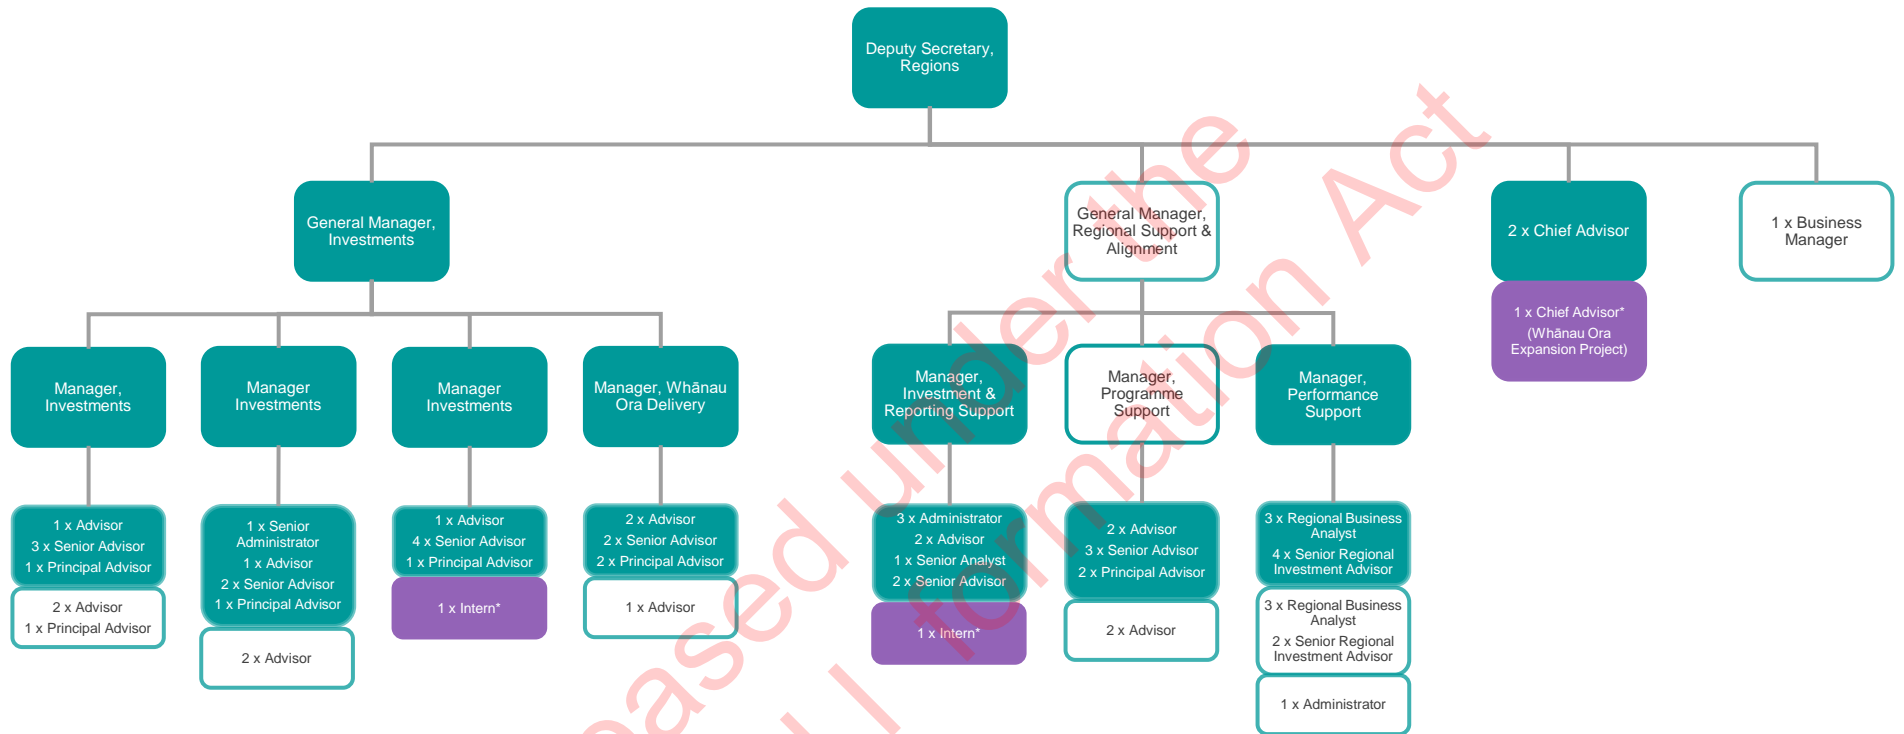 Deputy Secretary,
Regions
General Manager,
Investments
General Manager,
Regional Support &
Alignment
2 x Chief Advisor
1 x Business
Manager
1 x Chief Advisor*
(Whānau Ora
Expansion Project)
Manager,
Investments
Manager
Investments
Manager
Investments
Manager, Whānau
Ora Delivery
Manager,
Investment &
Reporting Support
Manager,
Programme
Support
Manager,
Performance
Support
1 x Advisor
3 x Senior Advisor
1 x Principal Advisor
2 x Advisor
1 x Principal Advisor
1 x Senior
Administrator
1 x Advisor
2 x Senior Advisor
1 x Principal Advisor
2 x Advisor
1 x Advisor
4 x Senior Advisor
1 x Principal Advisor
1 x Intern*
2 x Advisor
2 x Senior Advisor
2 x Principal Advisor
1 x Advisor
3 x Administrator
2 x Advisor
1 x Senior Analyst
2 x Senior Advisor
1 x Intern*
2 x Advisor
3 x Senior Advisor
2 x Principal Advisor
2 x Advisor
3 x Regional Business
Analyst
4 x Senior Regional
Investment Advisor
3 x Regional Business
Analyst
2 x Senior Regional
Investment Advisor
1 x Administrator
ased under the
l Iformation Act